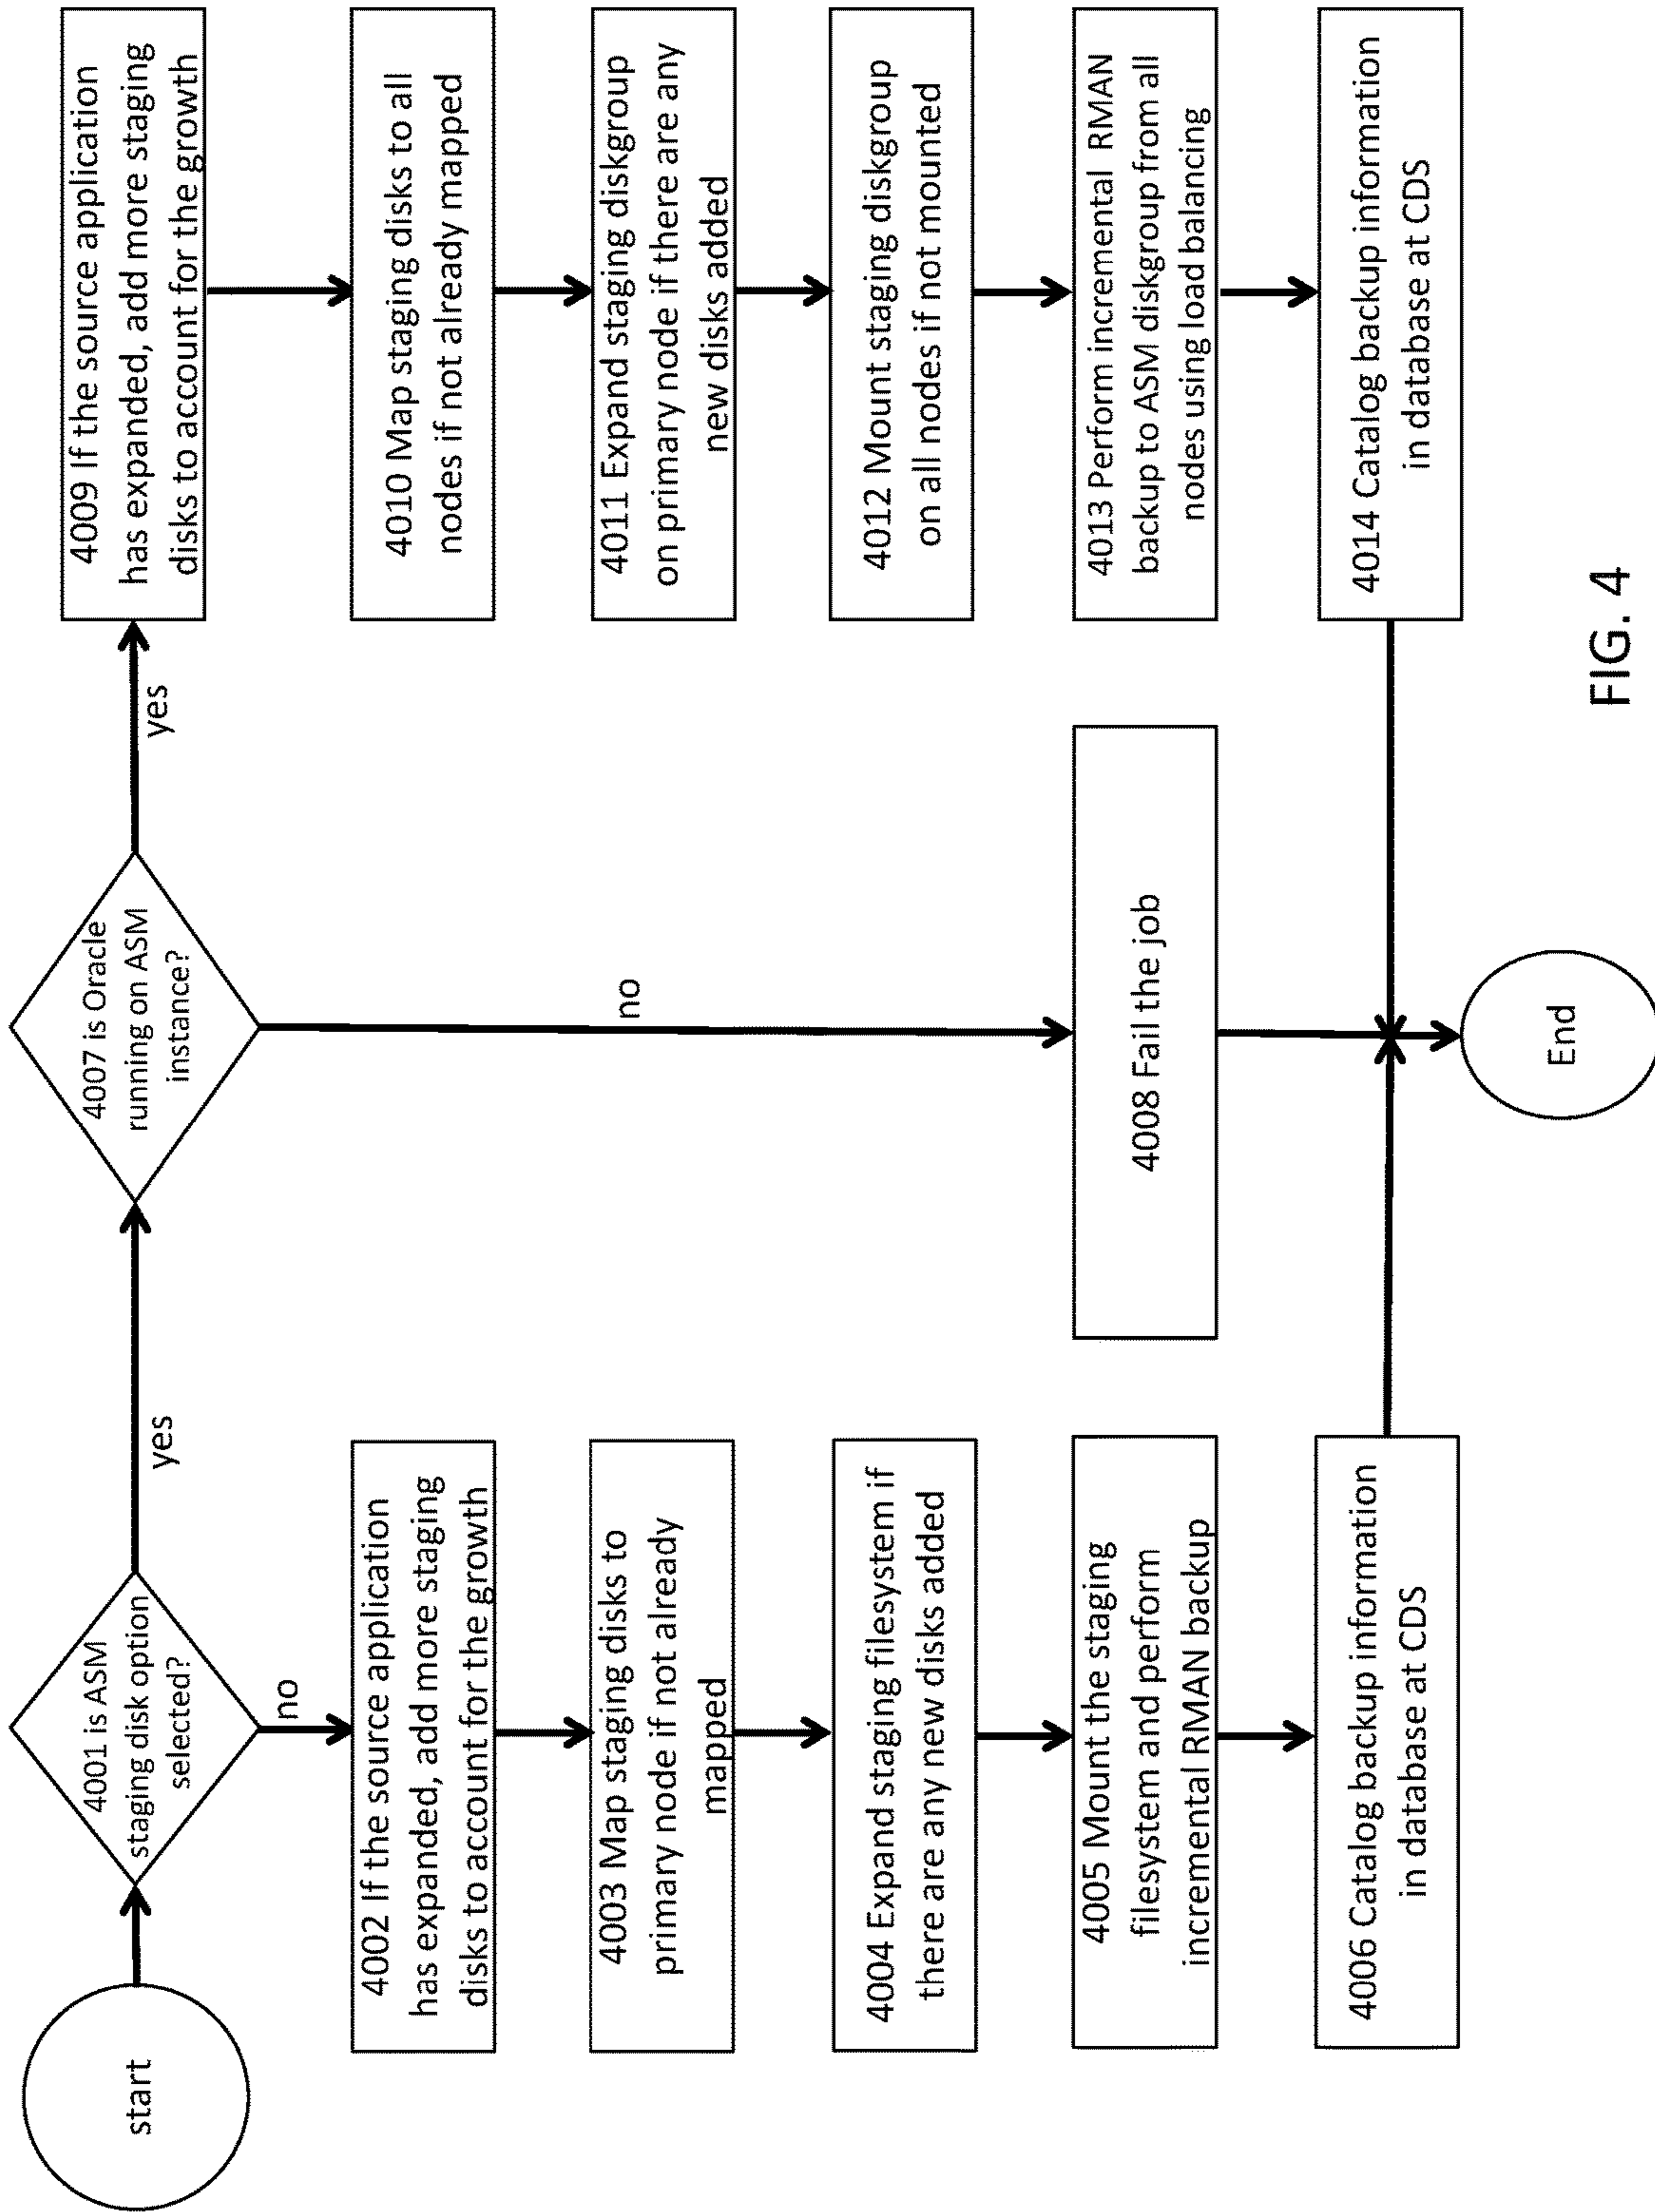 start
4001 is ASM
staging disk option
selected?
yes
no
4002 If the source application
has expanded, add more staging
disks to account for the growth
4003 Map staging disks to
primary node if not already
mapped
4004 Expand staging filesystem if
there are any new disks added
4005 Mount the staging
filesystem and perform
incremental RMAN backup
4006 Catalog backup information
in database at CDS
4007 is Oracle
running on ASM
instance?
yes
no
4008 Fail the job
4009 If the source application
has expanded, add more staging
disks to account for the growth
4010 Map staging disks to all
nodes if not already mapped
4011 Expand staging diskgroup
on primary node if there are any
new disks added
4012 Mount staging diskgroup
on all nodes if not mounted
4013 Perform incremental RMAN
backup to ASM diskgroup from all
nodes using load balancing
4014 Catalog backup information
in database at CDS
End
FIG. 4